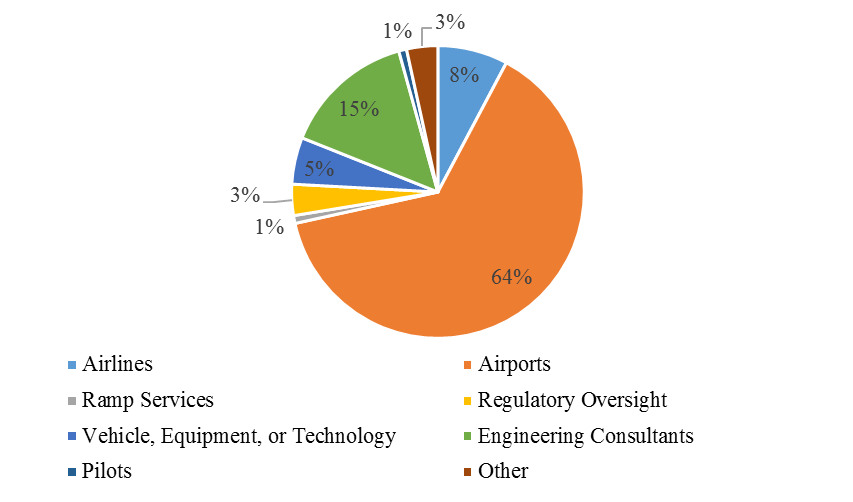 3%
1%
8%
15%
5%
3%
1%
64%
Airlines
Airports
Ramp Services
Regulatory Oversight
Vehicle, Equipment, or Technology
Engineering Consultants
Pilots
Other